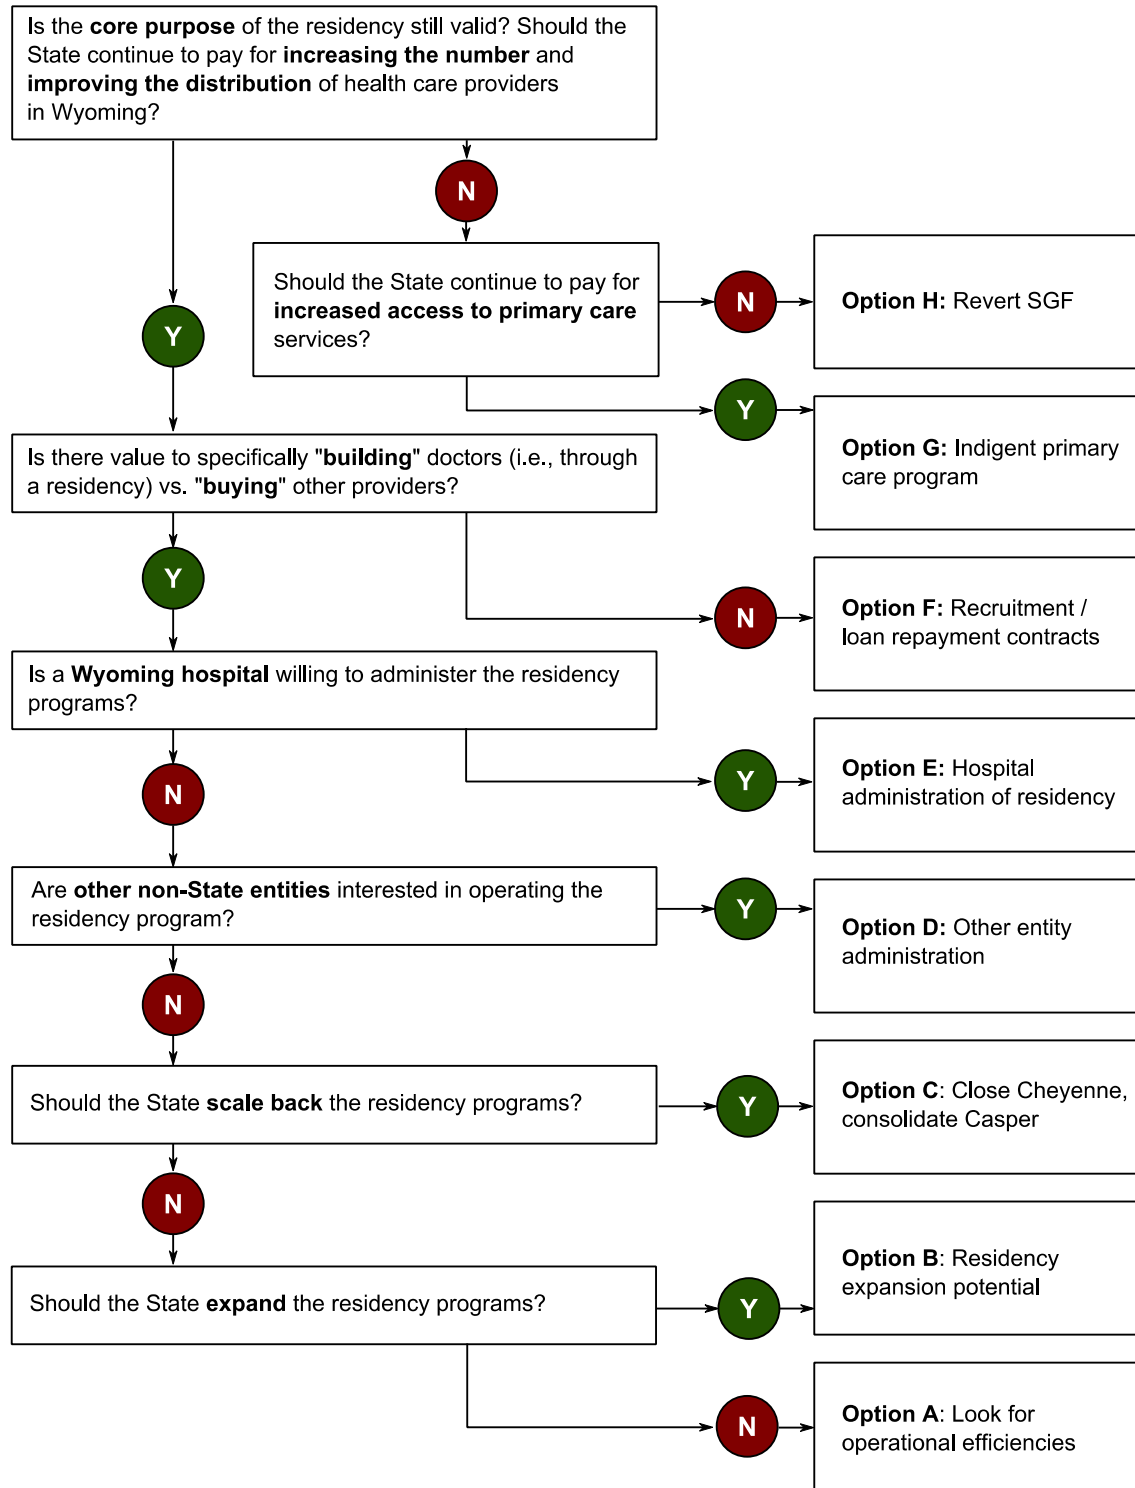 Is the core purpose of the residency still valid? Should the
State continue to pay for increasing the number and
improving the distribution of health care providers
in Wyoming?
N
Should the State continue to pay for
increased access to primary care
services?
N
Option H: Revert SGF
Y
Y
Option G: Indigent primary
care program
Is there value to specifically "building" doctors (i.e., through
a residency) vs. "buying" other providers?
Y
N
Option F: Recruitment /
loan repayment contracts
Is a Wyoming hospital willing to administer the residency
programs?
N
Y
Option E: Hospital
administration of residency
Are other non-State entities interested in operating the
residency program?
Y
Option D: Other entity
administration
N
Should the State scale back the residency programs?
Y
Option C: Close Cheyenne,
consolidate Casper
N
Should the State expand the residency programs?
Y
Option B: Residency
expansion potential
N
Option A: Look for
operational efficiencies